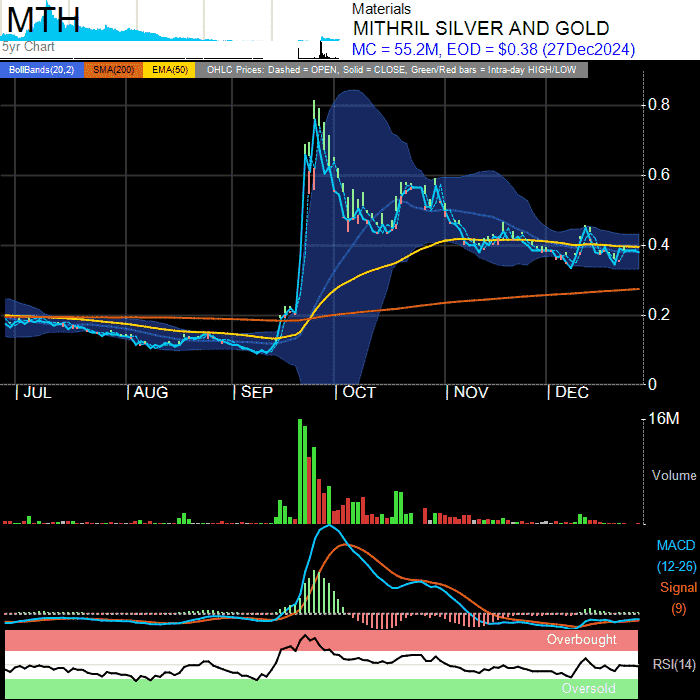 MTH
5yr Chart
Materials
MITHRIL SILVER AND GOLD
MC = 55.2M, EOD = $0.38 (27Dec2024)
BollBands(20,2) SMA(200) EMA(50) OHLC Prices: Dashed = OPEN, Solid = CLOSE, Green/Red bars = Intra-day HIGH/LOW
0.8
0.6
0.4
0.2
0
JUL AUG SEP OCT NOV DEC
16M
Volume
MACD
(12-26)
Signal
(9)
Overbought
RSI(14)
Oversold